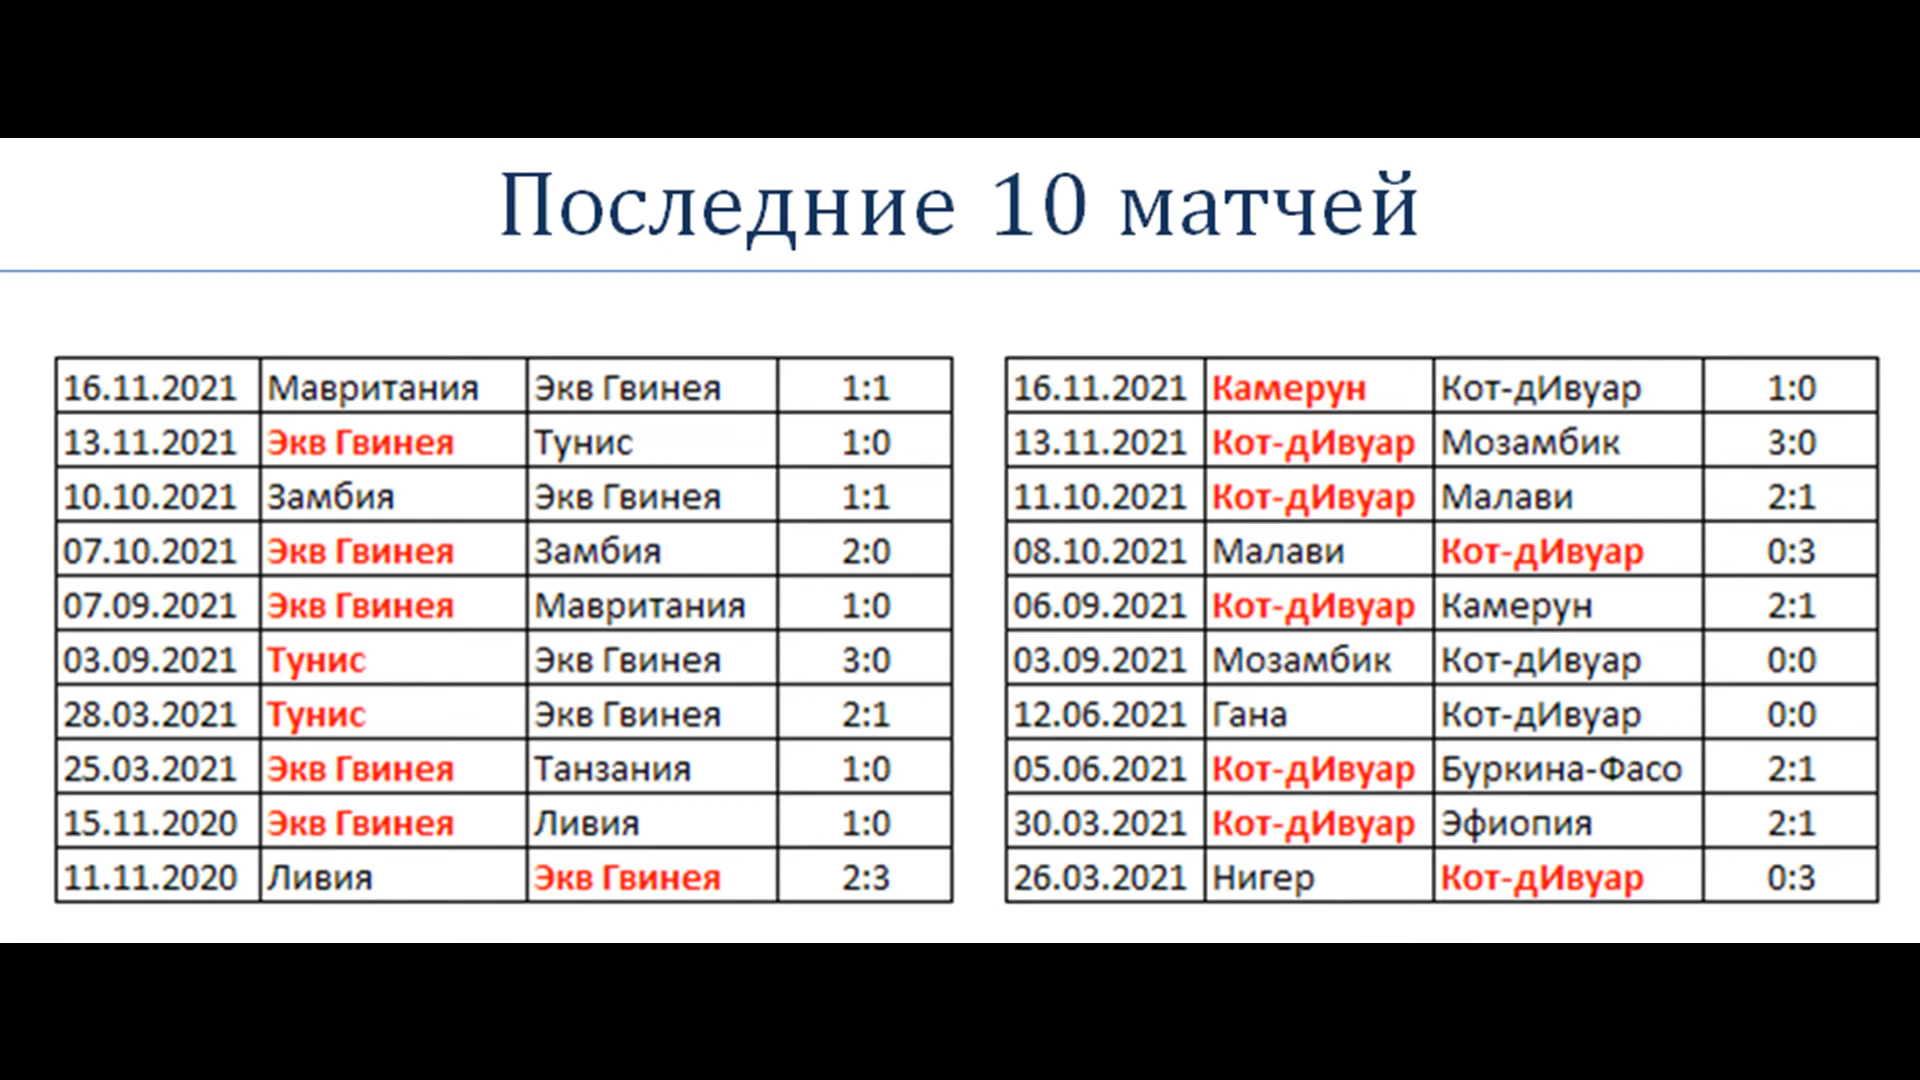 Последние 10 матчей
16.11.2021 Мавритания Экв Гвинея 1:1
13.11.2021 Экв Гвинея Тунис 1:0
10.10.2021 Замбия Экв Гвинея 1:1
07.10.2021 Экв Гвинея Замбия 2:0
07.09.2021 Экв Гвинея Мавритания 1:0
03.09.2021 Тунис Экв Гвинея 3:0
28.03.2021 Тунис Экв Гвинея 2:1
25.03.2021 Экв Гвинея Танзания 1:0
15.11.2020 Экв Гвинея Ливия 1:0
11.11.2020 Ливия Экв Гвинея 2:3
16.11.2021 Камерун Кот-дИвуар 1:0
13.11.2021 Кот-дИвуар Мозамбик 3:0
11.10.2021 Кот-дИвуар Малави 2:1
08.10.2021 Малави Кот-дИвуар 0:3
06.09.2021 Кот-дИвуар Камерун 2:1
03.09.2021 Мозамбик Кот-дИвуар 0:0
12.06.2021 Гана Кот-дИвуар 0:0
05.06.2021 Кот-дИвуар Буркина-Фасо 2:1
30.03.2021 Кот-дИвуар Эфиопия 2:1
26.03.2021 Нигер Кот-дИвуар 0:3